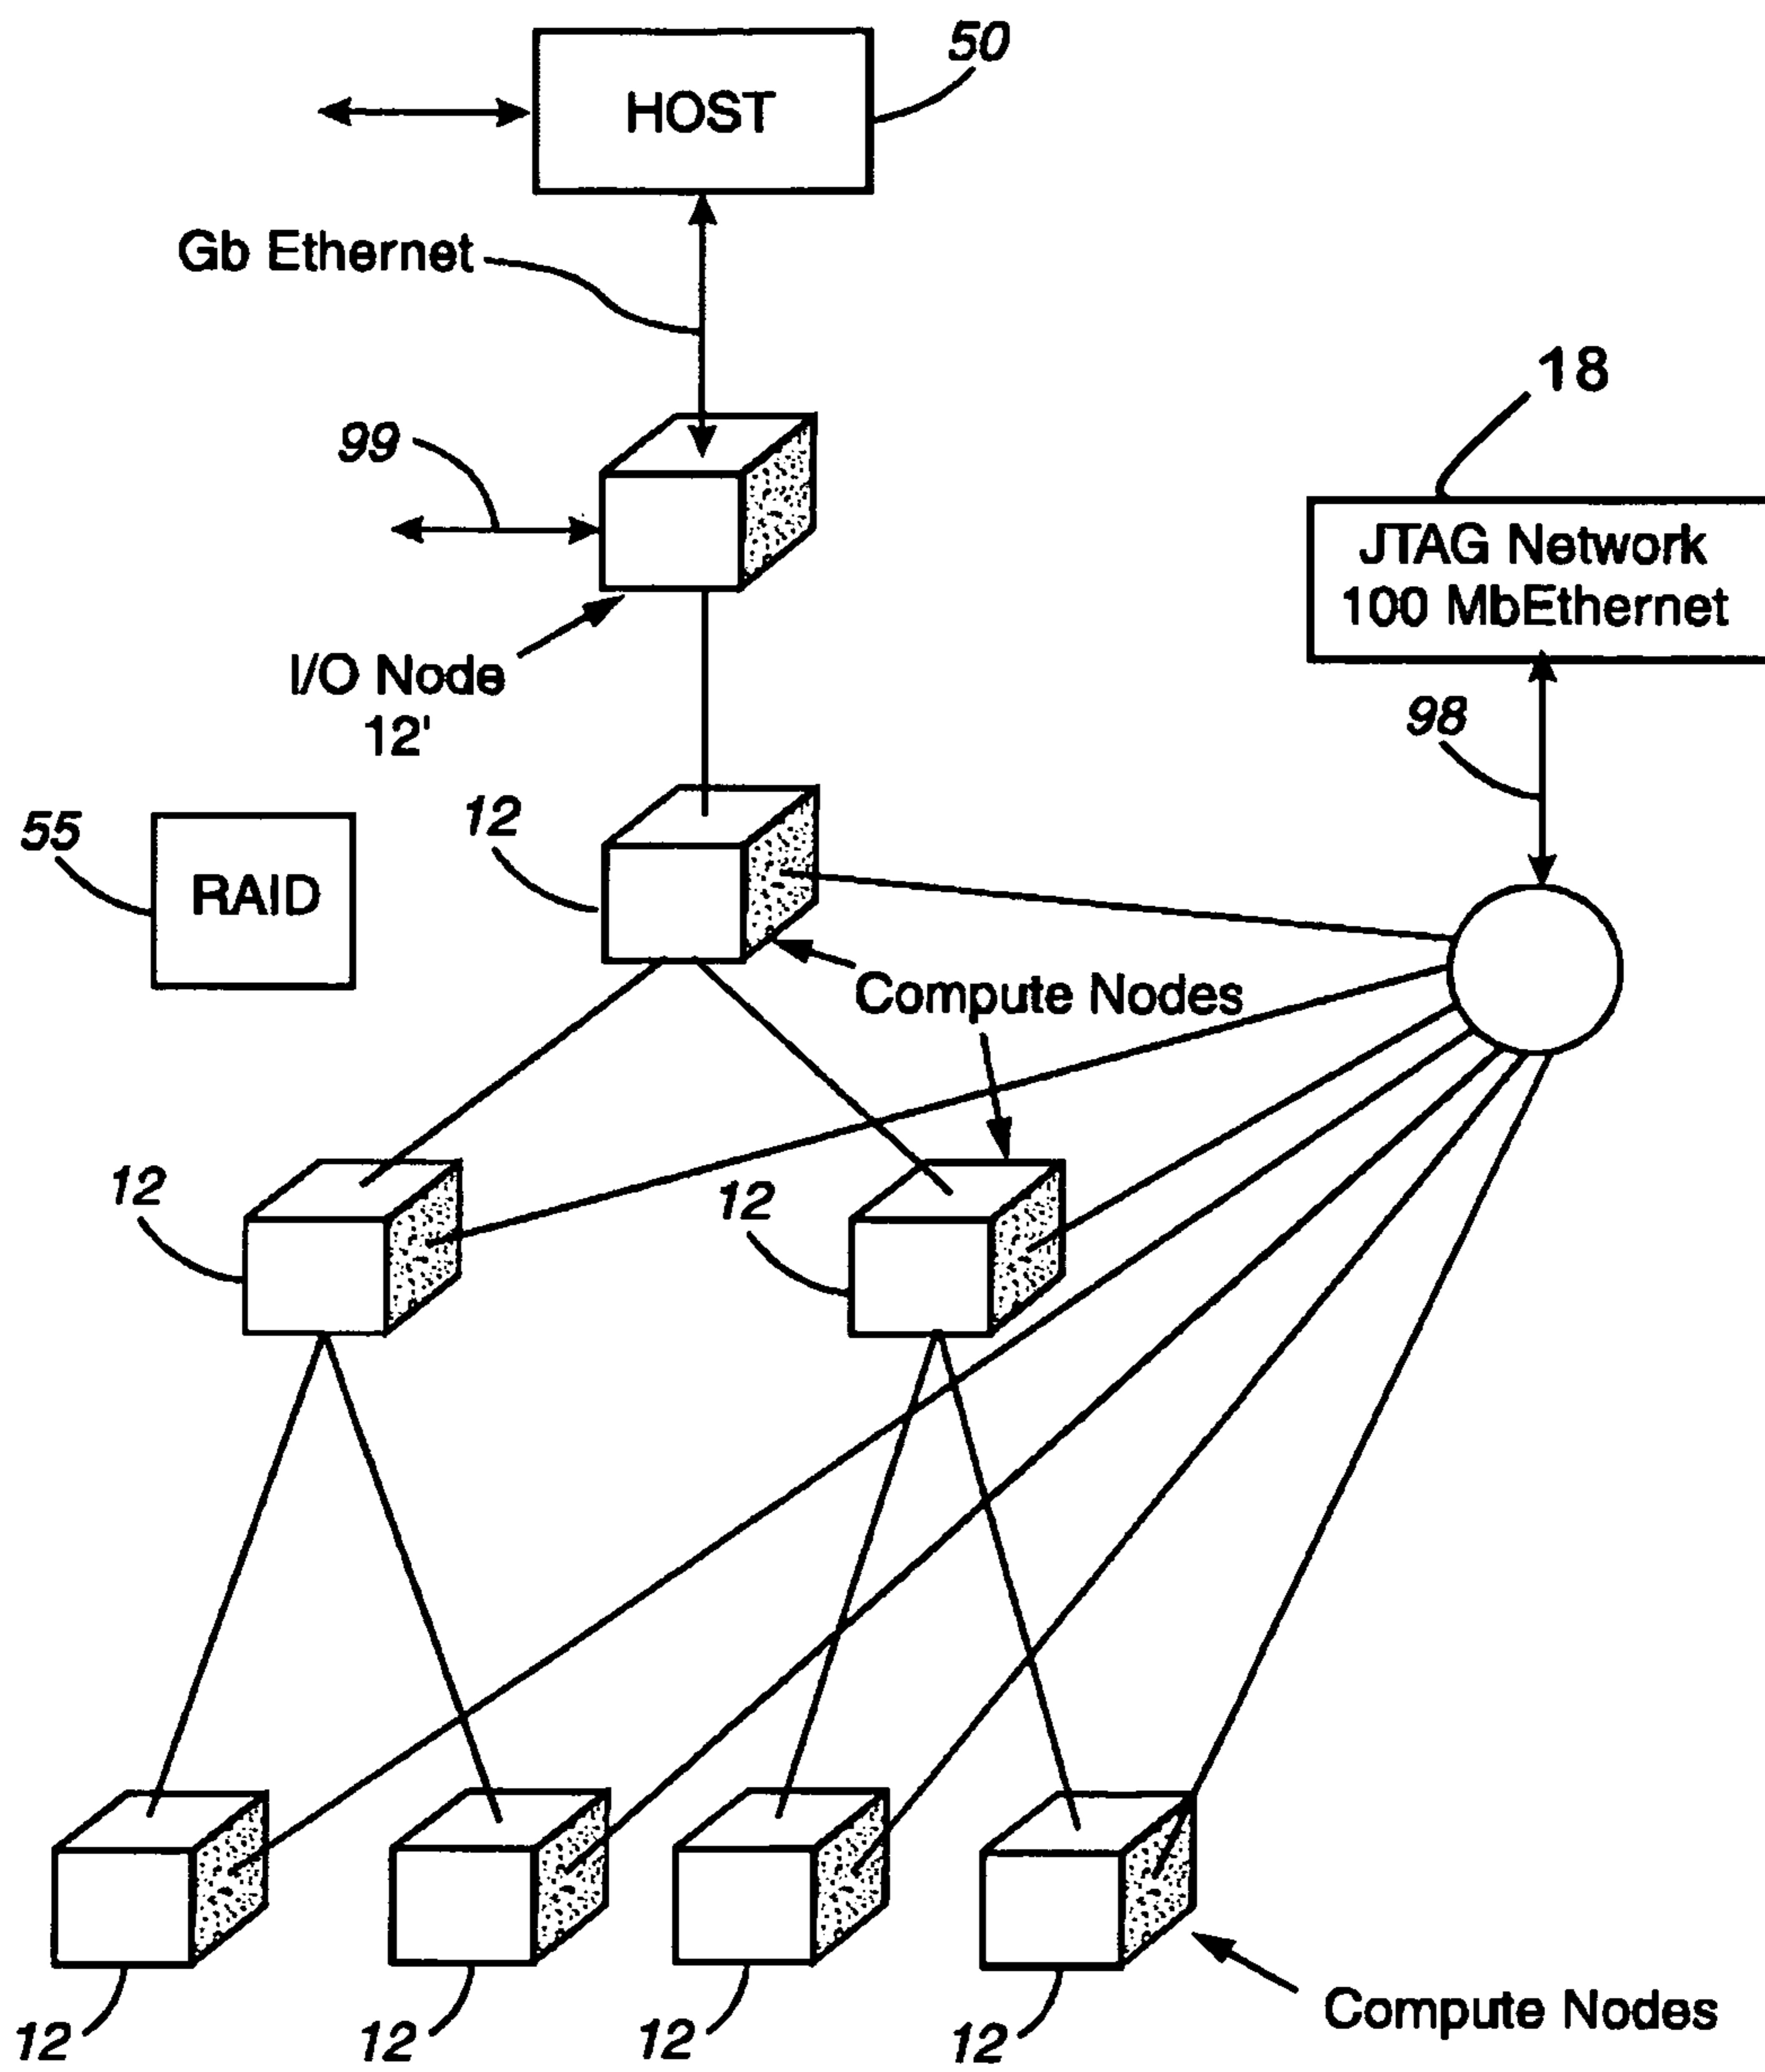 50
HOST
Gb Ethernet
18
99
JTAG Network
100 MbEthernet
I/O Node
12'
98
12
55
RAID
Compute Nodes
12
12
12
12
12
12
Compute Nodes